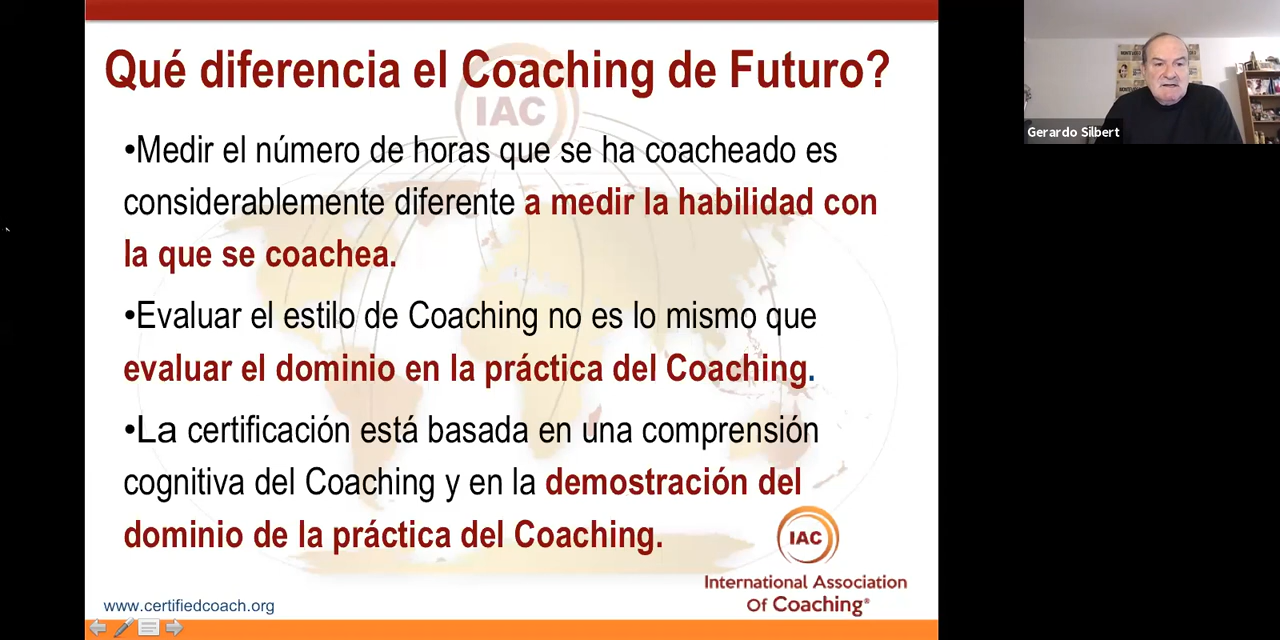 Qué diferencia el Coaching de Futuro?
IAC
•Medir el número de horas que se ha coacheado es
considerablemente diferente a medir la habilidad con
la que se coachea.
•Evaluar el estilo de Coaching no es lo mismo que
evaluar el dominio en la práctica del Coaching.
•La certificación está basada en una comprensión
cognitiva del Coaching y en la demostración del
dominio de la práctica del Coaching.
IAC
International Association
Of Coaching®
www.certifiedcoach.org
Gerardo Silbert